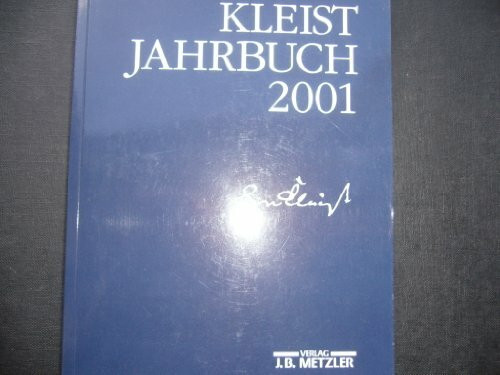 KLEIST
JAHRBUCH
2001
VERLAG
J.B. METZLER